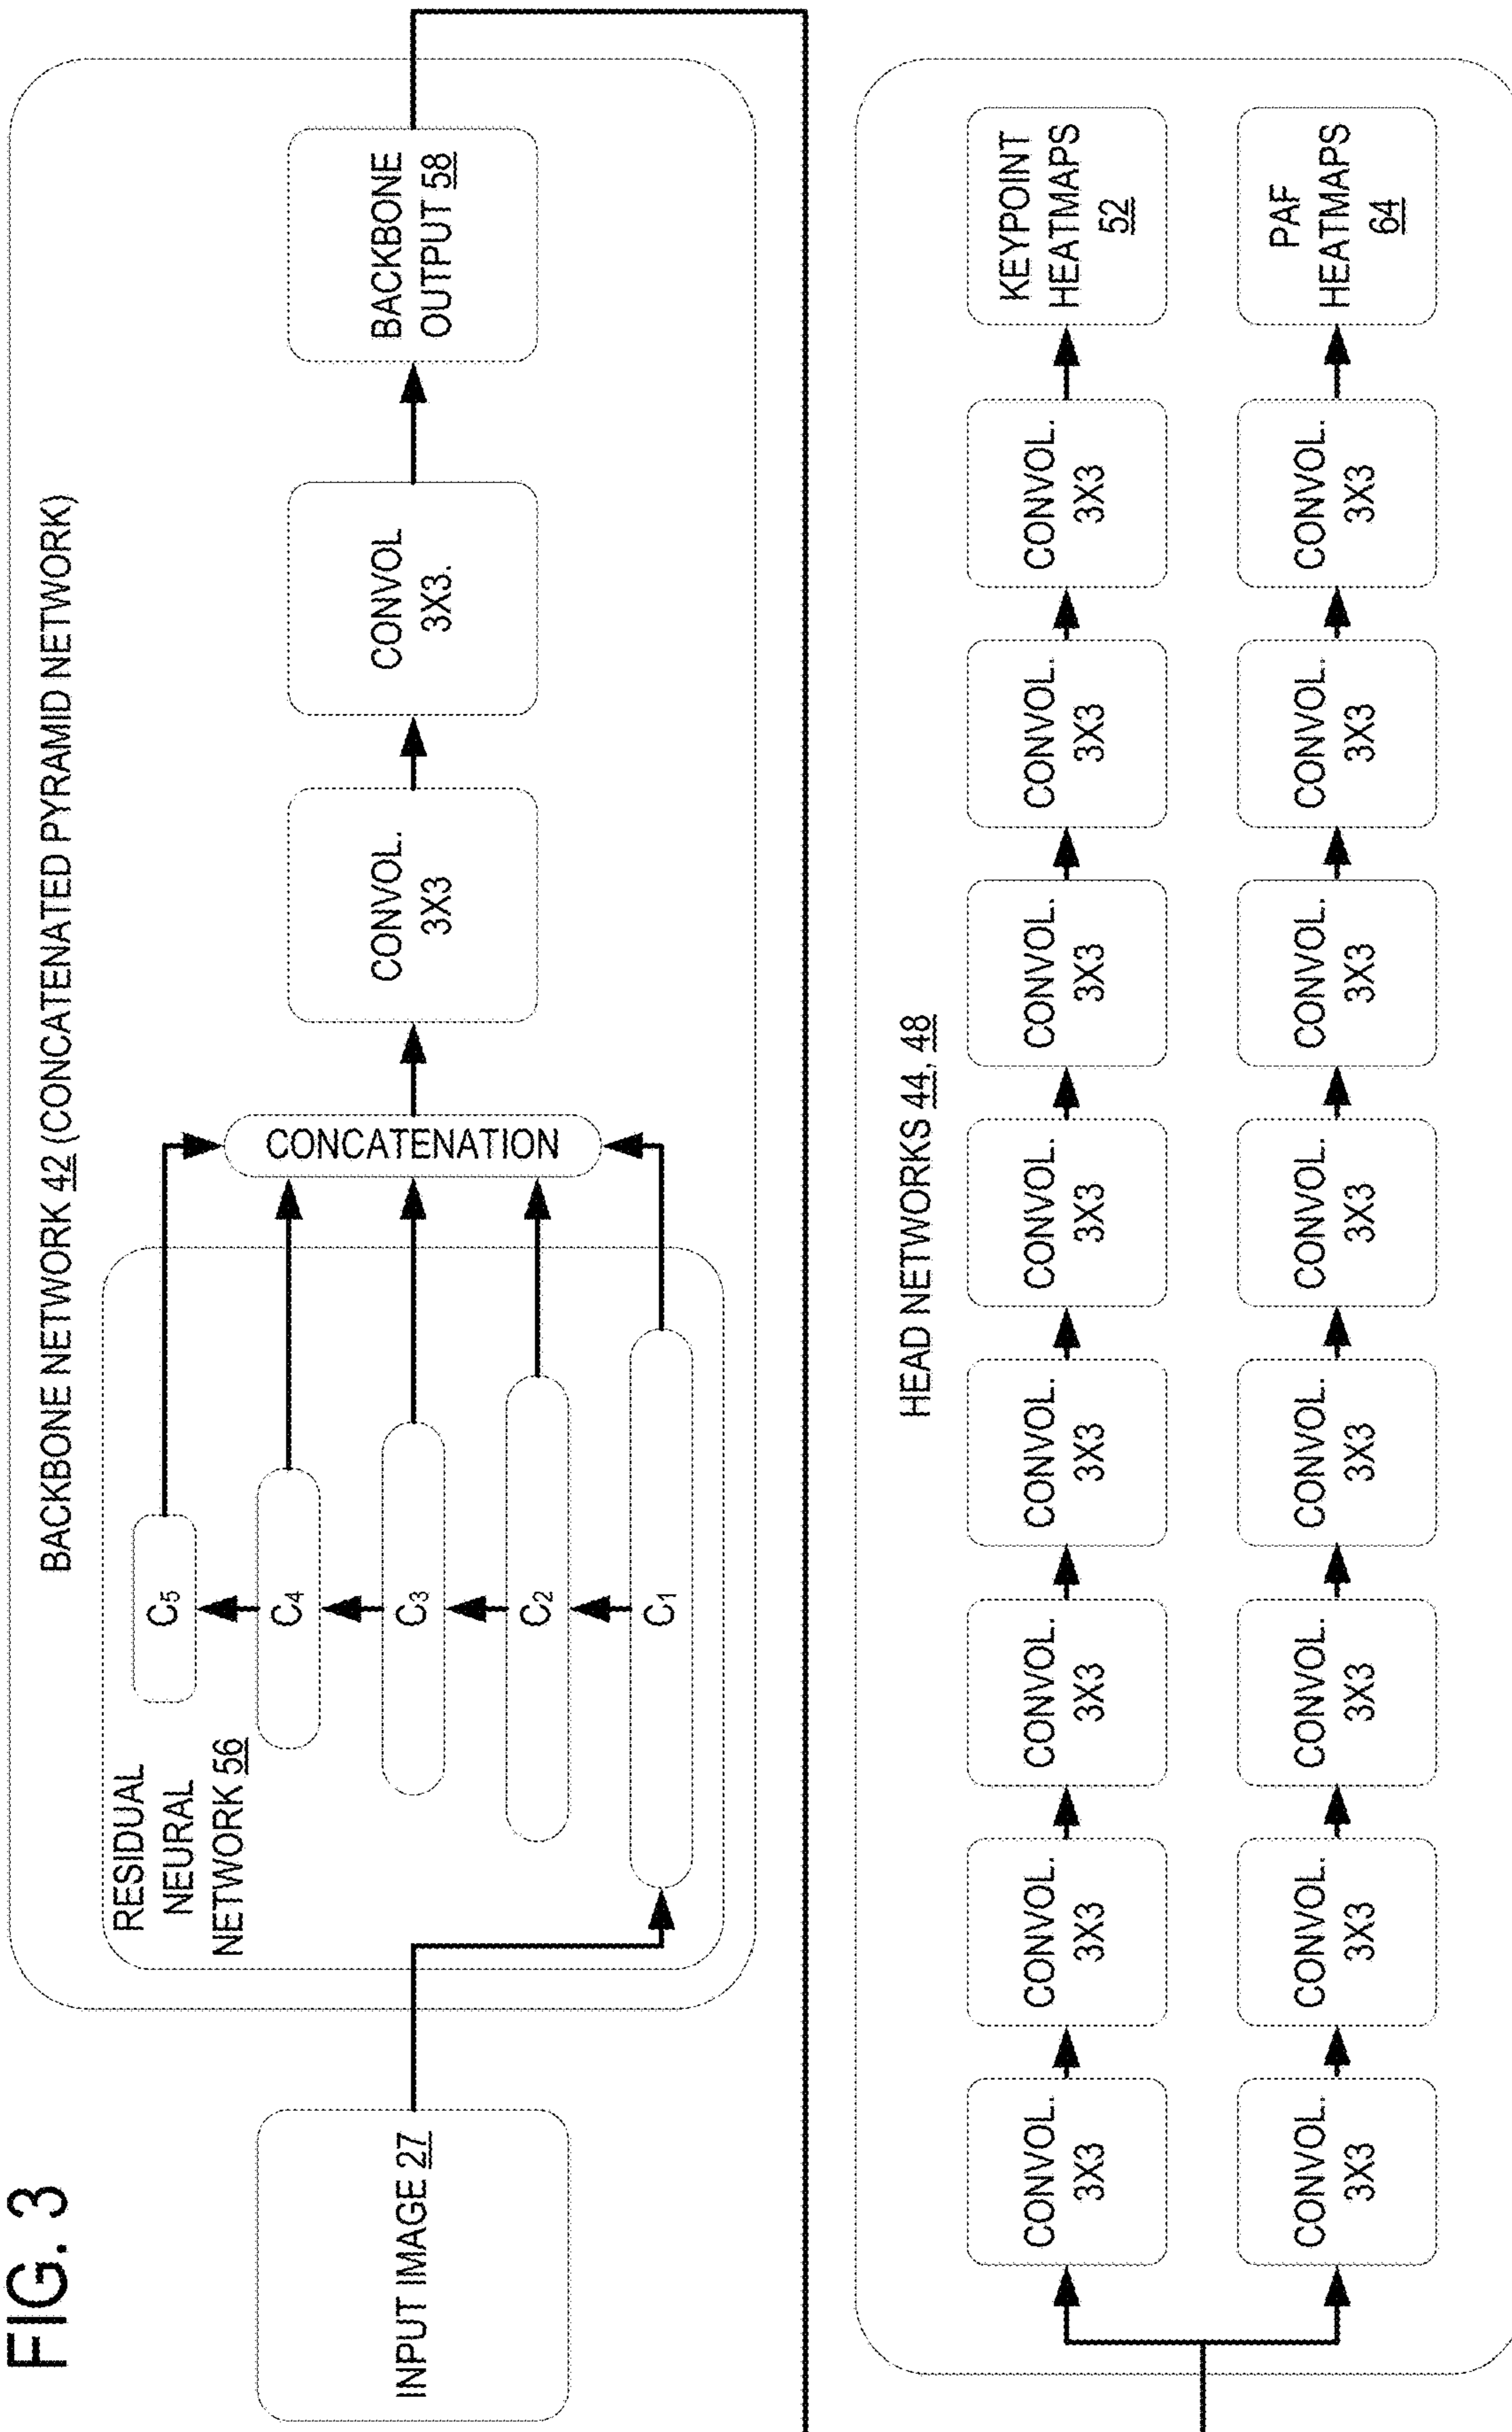 FIG. 3
BACKBONE NETWORK 42 (CONCATENATED PYRAMID NETWORK)
INPUT IMAGE 27
RESIDUAL
NEURAL
NETWORK 56
C5
C4
C3
C2
C1
CONCATENATION
CONVOL.
3X3
CONVOL
3X3.
BACKBONE
OUTPUT 58
HEAD NETWORKS 44, 48
CONVOL.
3X3
CONVOL.
3X3
CONVOL.
3X3
CONVOL.
3X3
CONVOL.
3X3
CONVOL.
3X3
CONVOL.
3X3
CONVOL.
3X3
KEYPOINT
HEATMAPS
52
CONVOL.
3X3
CONVOL.
3X3
CONVOL.
3X3
CONVOL.
3X3
CONVOL.
3X3
CONVOL.
3X3
CONVOL.
3X3
CONVOL.
3X3
PAF
HEATMAPS
64